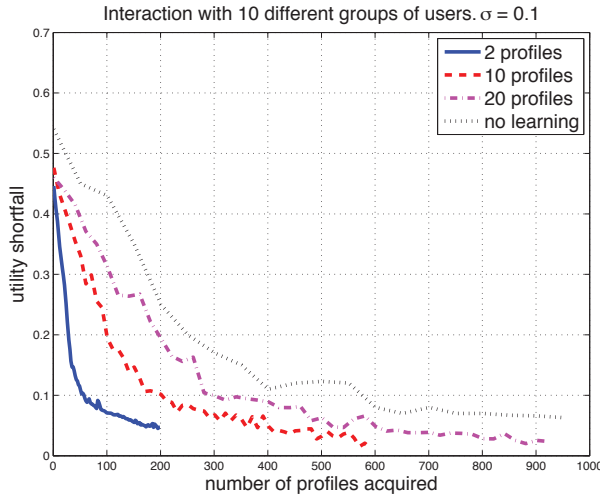 Interaction with 10 different groups of users. σ = 0.1
0.7
0.6
0.5
0.4
0.3
0.2
0.1
0
utility shortfall
2 profiles
10 profiles
20 profiles
no learning
0 100 200 300 400 500 600 700 800 900 1000
number of profiles acquired